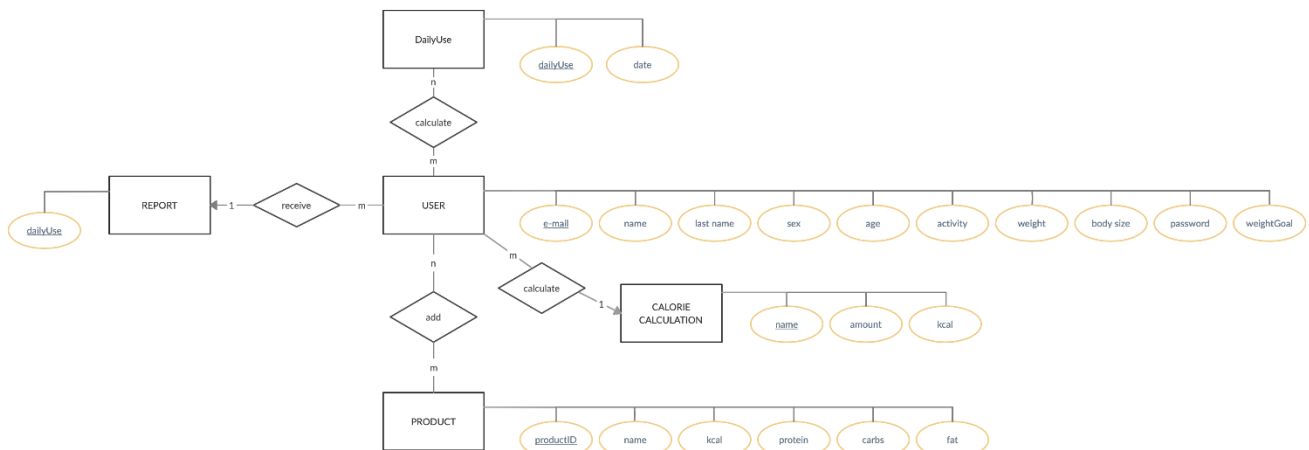 DailyUse
dailyUse
date
n
calculate
m
REPORT
1
receive
m
USER
dailyUse
e-mail
name
last name
sex
age
activity
weight
body size
password
weightGoal
n
m
calculate
1
add
CALORIE
CALCULATION
name
amount
kcal
m
PRODUCT
productID
name
kcal
protein
carbs
fat